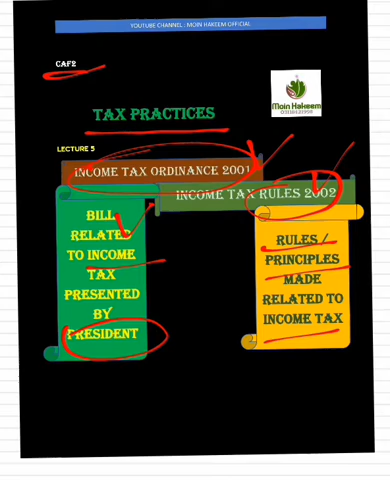 YOUTUBE CHANNEL : MOIN HAKEEM OFFICIAL
CAF2
Moin Hakeem
TAX PRACTICES
LECTURE 5
INCOME TAX ORDINANCE 2001
INCOME TAX RULES 2002
BILL
RELATED
TO INCOME
TAX
PRESENTED
BY
PRESIDENT
RULES /
PRINCIPLES
MADE
RELATED TO
INCOME TAX